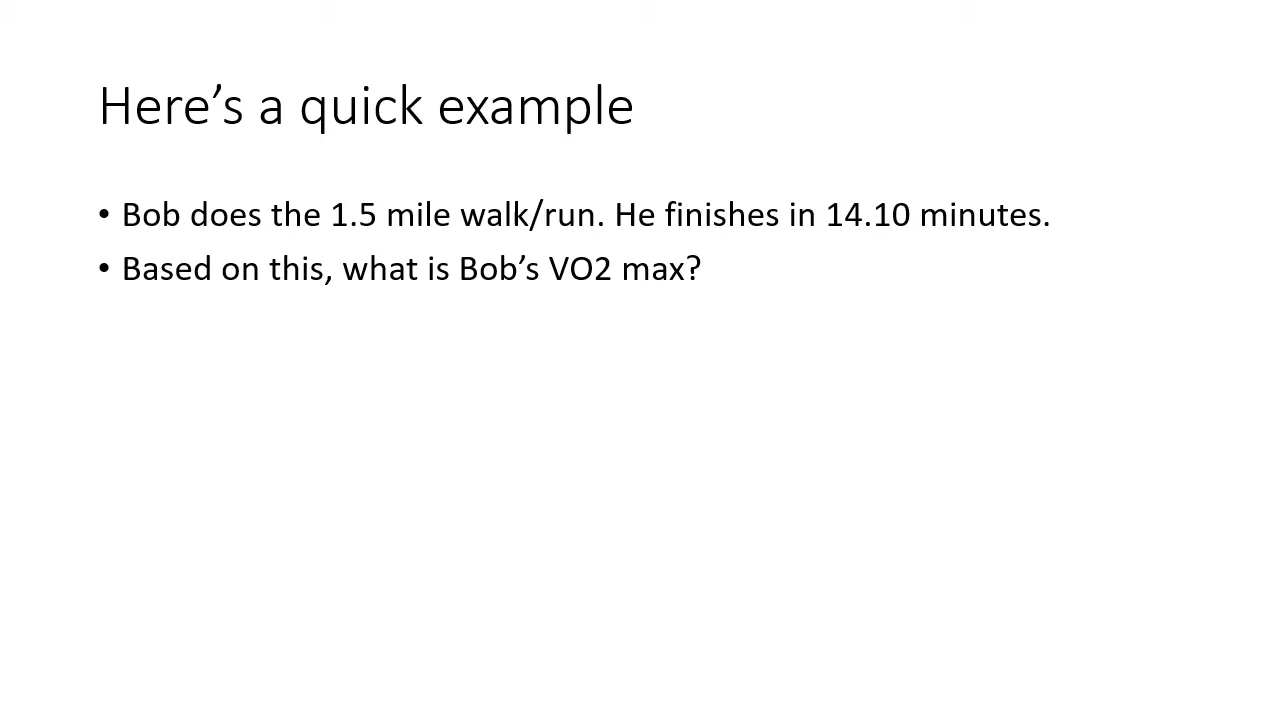 Here’s a quick example
• Bob does the 1.5 mile walk/run. He finishes in 14.10 minutes.
• Based on this, what is Bob’s VO2 max?